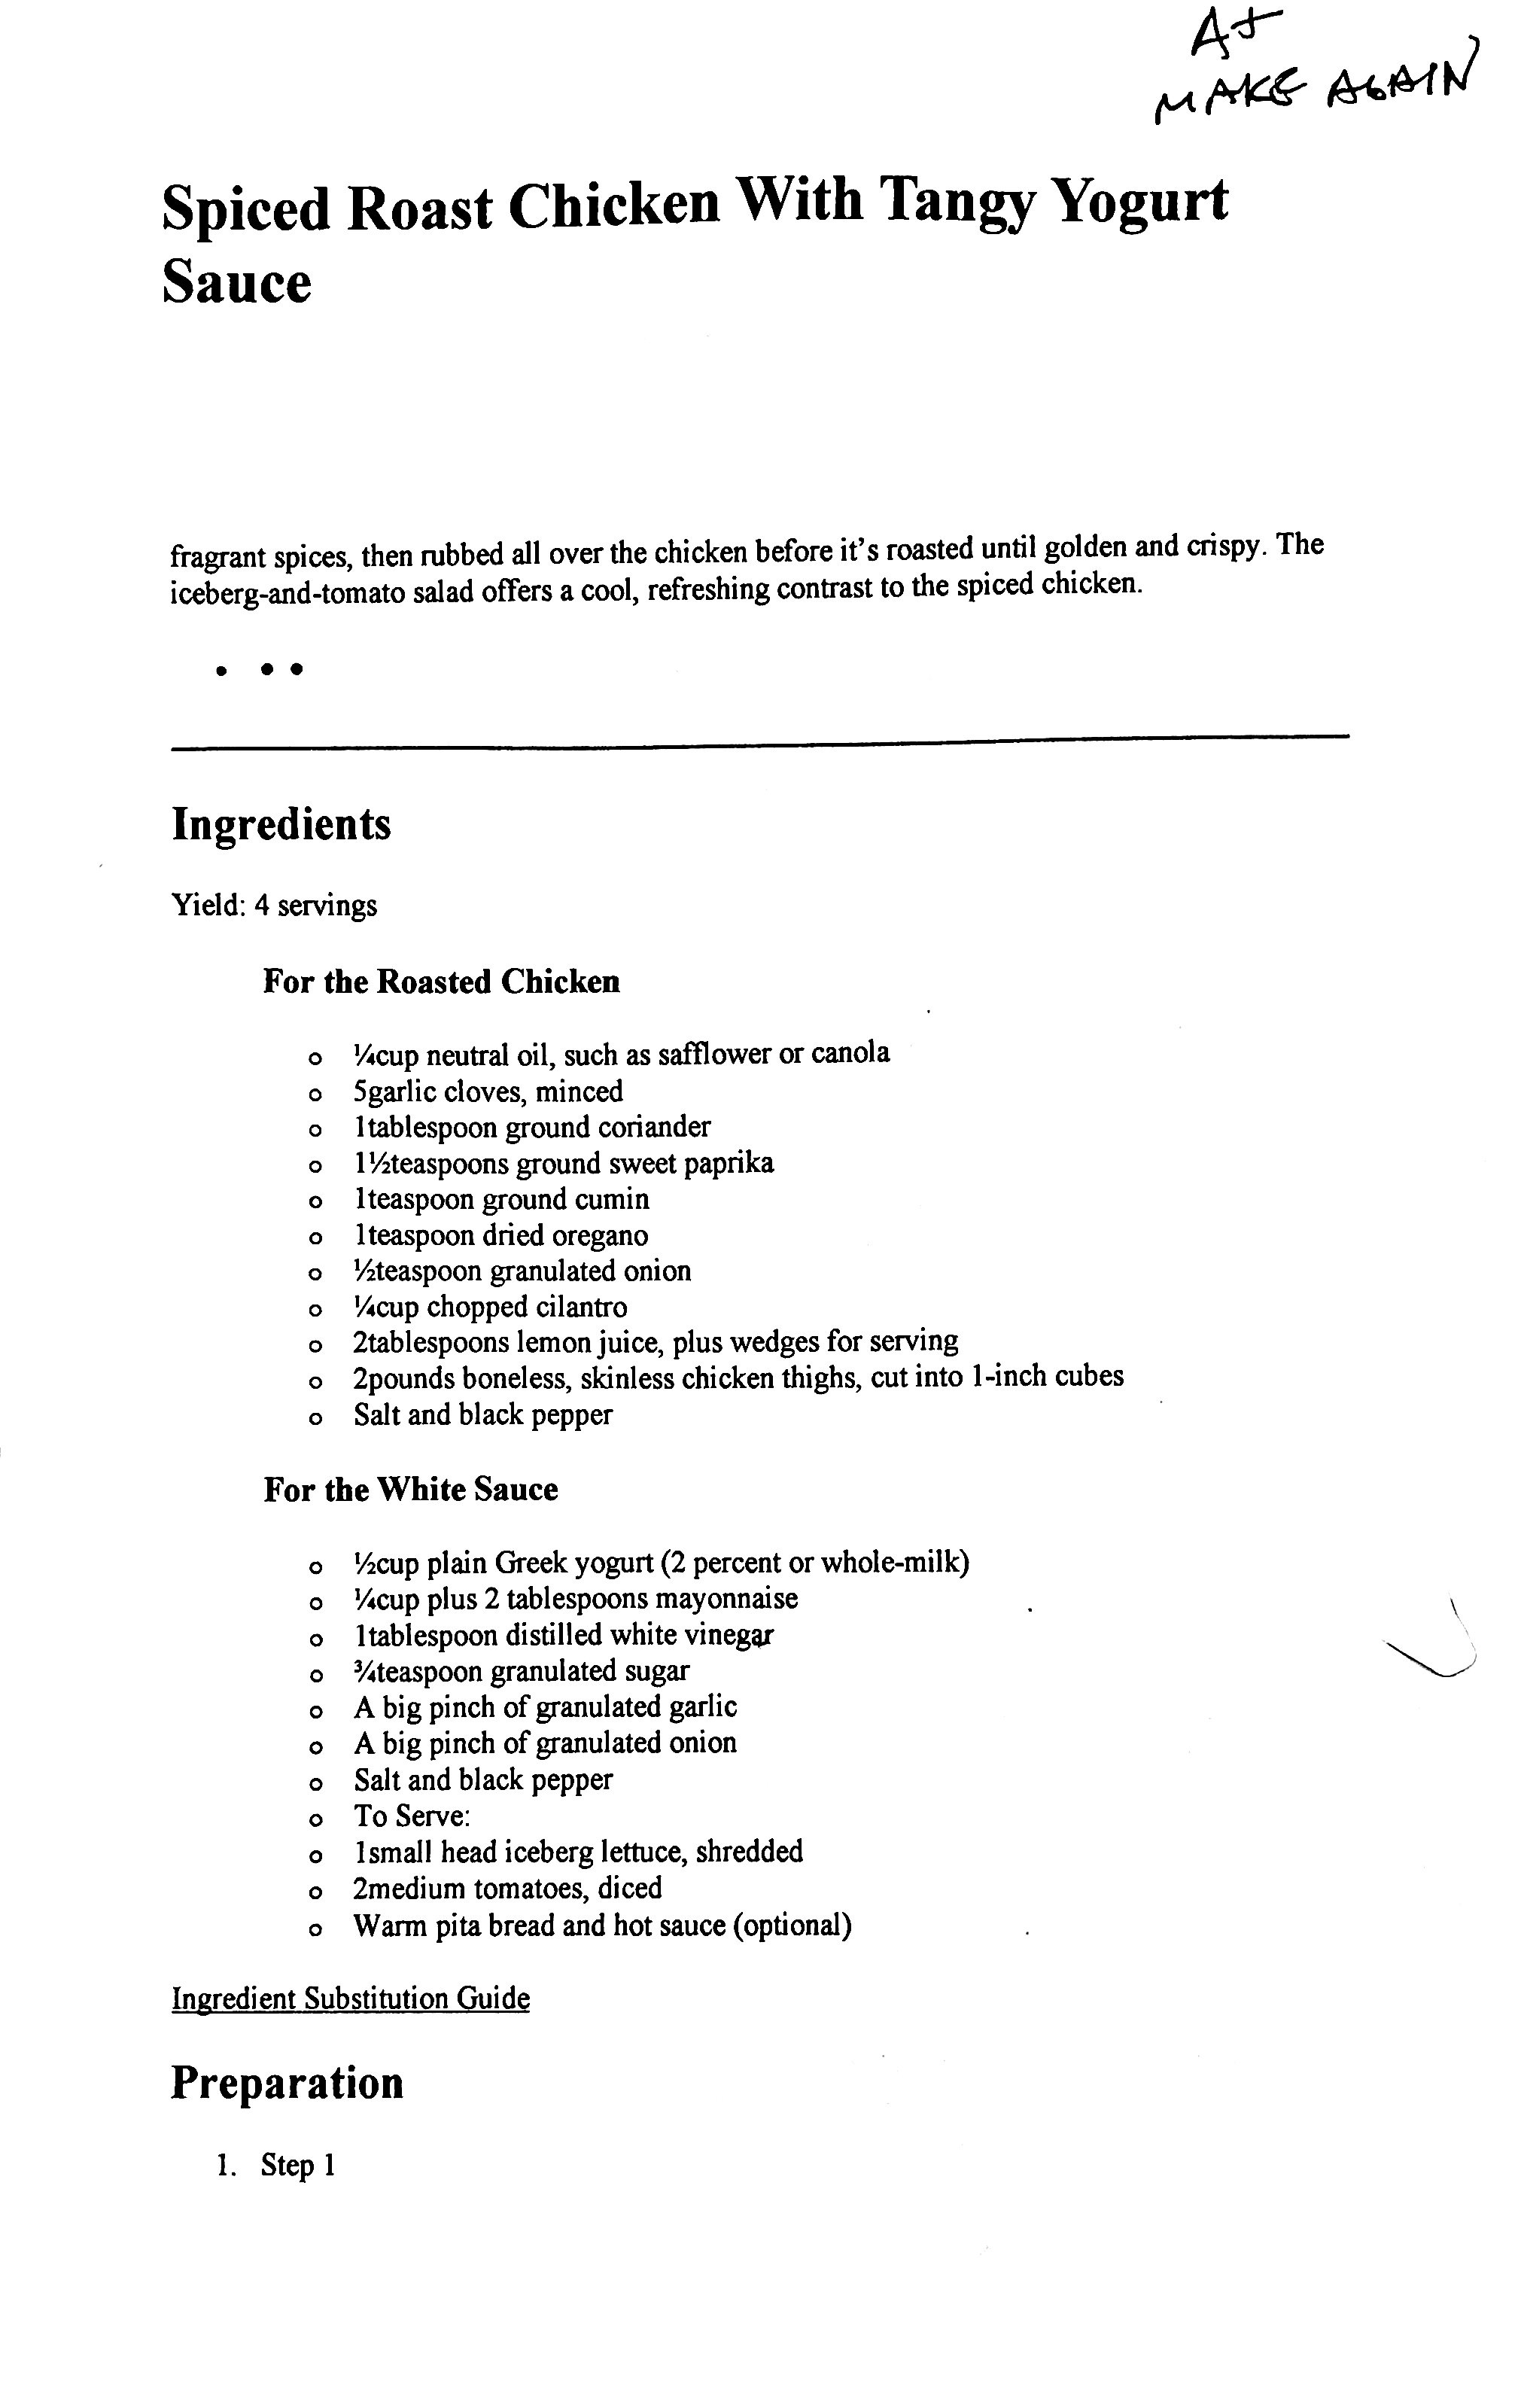 A+
MAKE AGAIN
Spiced Roast Chicken With Tangy Yogurt
Sauce
fragrant spices, then rubbed all over the chicken before it’s roasted until golden and crispy. The
iceberg-and-tomato salad offers a cool, refreshing contrast to the spiced chicken.
• • •
Ingredients
Yield: 4 servings
For the Roasted Chicken
o ¼cup neutral oil, such as safflower or canola
o 5garlic cloves, minced
o 1tablespoon ground coriander
o 1½teaspoons ground sweet paprika
o 1teaspoon ground cumin
o 1teaspoon dried oregano
o ½teaspoon granulated onion
o ¼cup chopped cilantro
o 2tablespoons lemon juice, plus wedges for serving
o 2pounds boneless, skinless chicken thighs, cut into 1-inch cubes
o Salt and black pepper
For the White Sauce
o ½cup plain Greek yogurt (2 percent or whole-milk)
o ¼cup plus 2 tablespoons mayonnaise
o 1tablespoon distilled white vinegar
o ¾teaspoon granulated sugar
o A big pinch of granulated garlic
o A big pinch of granulated onion
o Salt and black pepper
o To Serve:
o 1small head iceberg lettuce, shredded
o 2medium tomatoes, diced
o Warm pita bread and hot sauce (optional)
Ingredient Substitution Guide
Preparation
1. Step 1